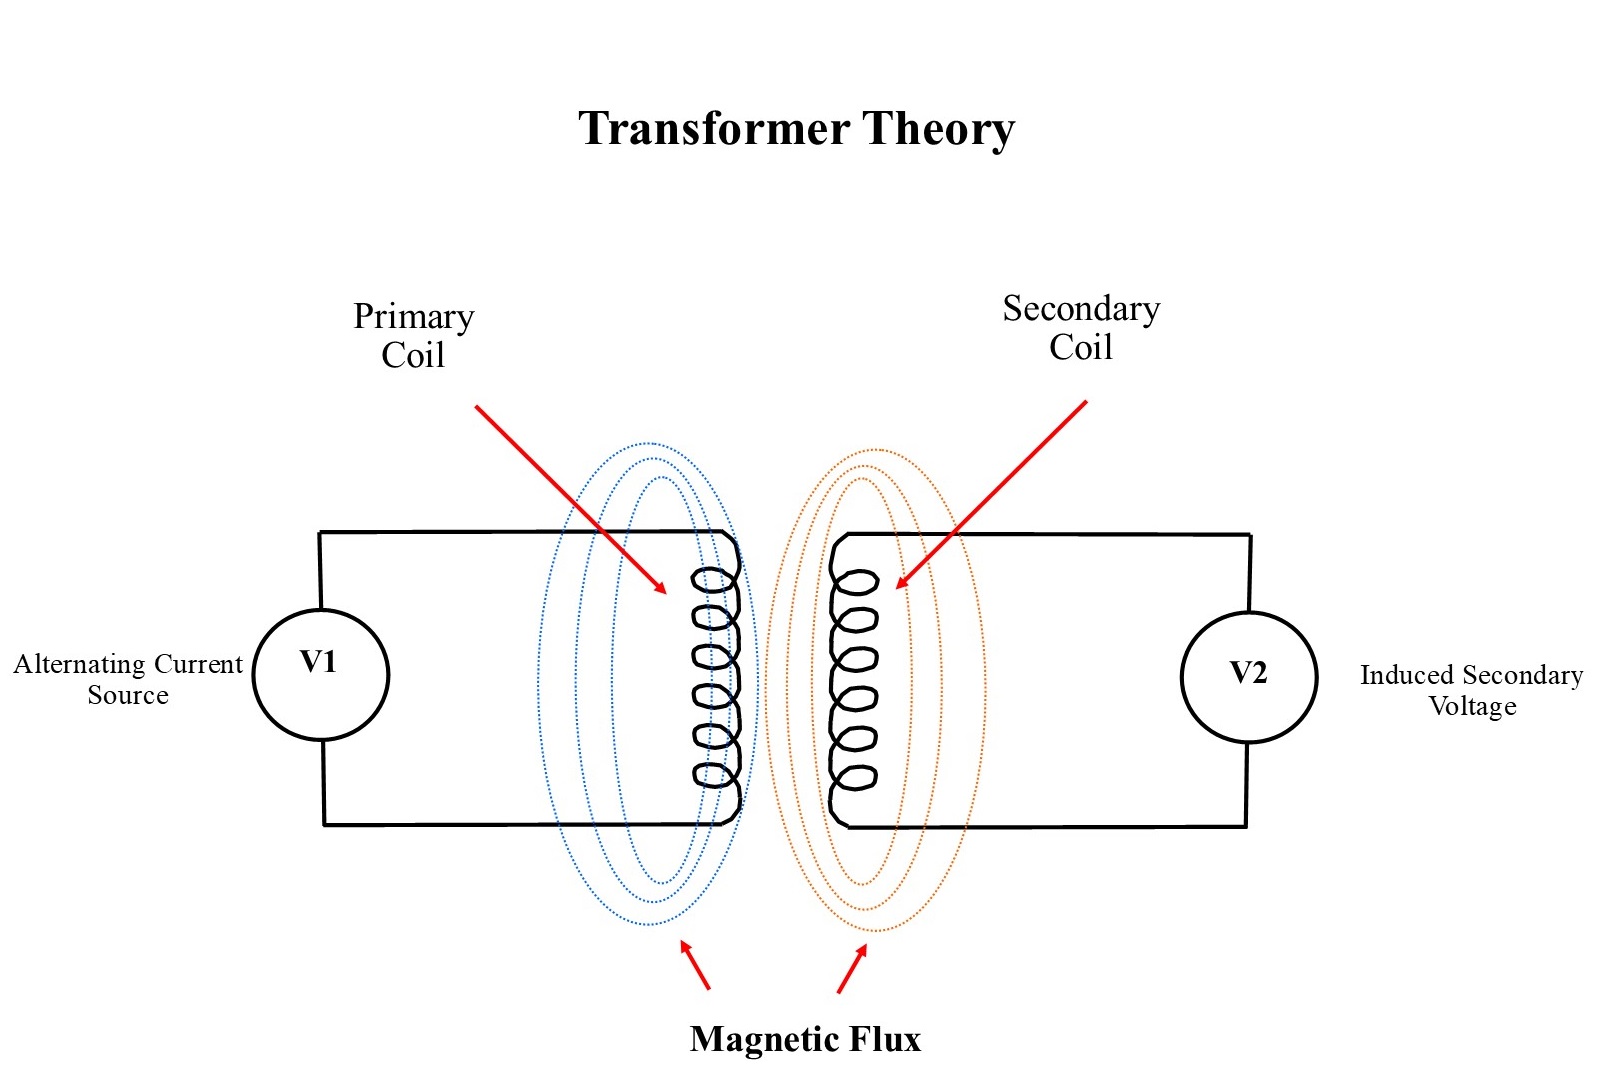 Transformer Theory
Primary
Coil
Secondary
Coil
Alternating Current
Source
V1
V2
Induced Secondary
Voltage
Magnetic Flux